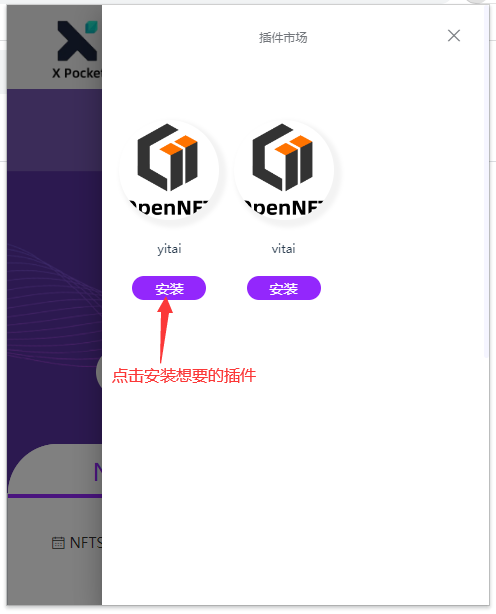 X Pocket
插件市场
OpenNFT
OpenNFT
yitai
vitai
安装
安装
点击安装想要的插件
N
NFTS